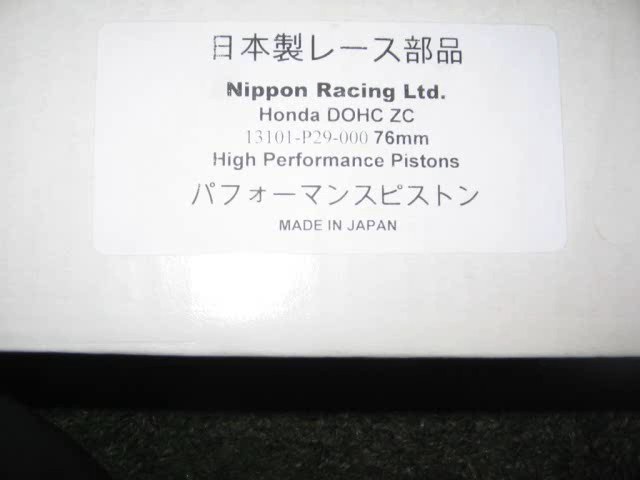 日本製レース部品
Nippon Racing Ltd.
Honda DOHC ZC
13101-P29-000 76mm
High Performance Pistons
パフォーマンスピストン
MADE IN JAPAN